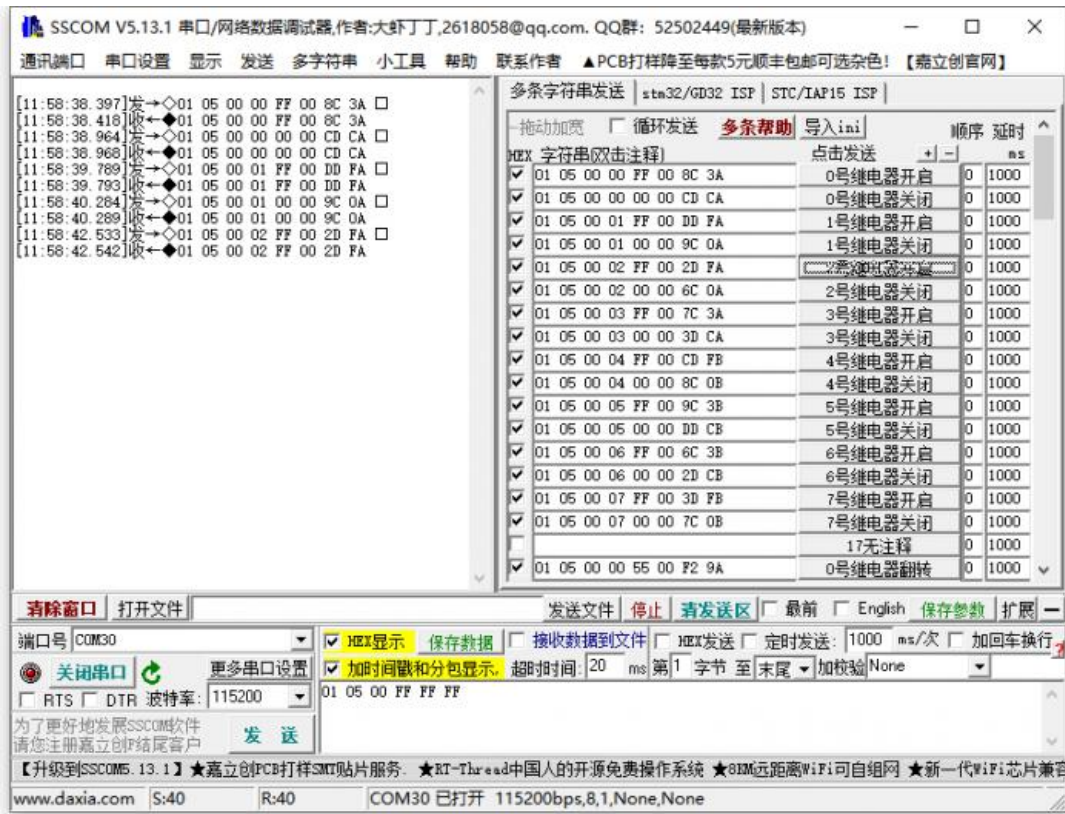 SSCOM V5.13.1 串口/网络数据调试器,作者:大虾丁丁,2618058@qq.com. QQ群: 52502449(最新版本)
通讯端口 串口设置 显示 发送 多字符串 小工具 帮助 联系作者 ▲PCB打样降至每款5元顺丰包邮可选杂色!【嘉立创官网】
[11:58:38.397]发→◇01 05 00 00 FF 00 8C 3A □
[11:58:38.418]收←◆01 05 00 00 FF 00 8C 3A
[11:58:38.964]发→◇01 05 00 00 00 00 CD CA □
[11:58:38.968]收←◆01 05 00 00 00 00 CD CA
[11:58:39.789]发→◇01 05 00 01 FF 00 DD FA □
[11:58:39.793]收←◆01 05 00 01 FF 00 DD FA
[11:58:40.284]发→◇01 05 00 01 00 00 9C 0A □
[11:58:40.289]收←◆01 05 00 01 00 00 9C 0A
[11:58:42.533]发→◇01 05 00 02 FF 00 2D FA □
[11:58:42.542]收←◆01 05 00 02 FF 00 2D FA
多条字符串发送 stm32/GD32 ISP STC/IAP15 ISP
拖动加宽 循环发送 多条帮助 导入ini 顺序 延时
HEX 字符串(双击注释) 点击发送 + - ms
01 05 00 00 FF 00 8C 3A 0号继电器开启 0 1000
01 05 00 00 00 00 CD CA 0号继电器关闭 0 1000
01 05 00 01 FF 00 DD FA 1号继电器开启 0 1000
01 05 00 01 00 00 9C 0A 1号继电器关闭 0 1000
01 05 00 02 FF 00 2D FA 0 1000
01 05 00 02 00 00 6C 0A 2号继电器关闭 0 1000
01 05 00 03 FF 00 7C 3A 3号继电器开启 0 1000
01 05 00 03 00 00 3D CA 3号继电器关闭 0 1000
01 05 00 04 FF 00 CD FB 4号继电器开启 0 1000
01 05 00 04 00 00 8C 0B 4号继电器关闭 0 1000
01 05 00 05 FF 00 9C 3B 5号继电器开启 0 1000
01 05 00 05 00 00 DD CB 5号继电器关闭 0 1000
01 05 00 06 FF 00 6C 3B 6号继电器开启 0 1000
01 05 00 06 00 00 2D CB 6号继电器关闭 0 1000
01 05 00 07 FF 00 3D FB 7号继电器开启 0 1000
01 05 00 07 00 00 7C 0B 7号继电器关闭 0 1000
17无注释 0 1000
01 05 00 00 55 00 F2 9A 0号继电器翻转 0 1000
清除窗口 打开文件 发送文件 停止 清发送区 最前 English 保存参数 扩展 —
端口号 COM30 HEX显示 保存数据 接收数据到文件 HEX发送 定时发送: 1000 ms/次 加回车换行
关闭串口 更多串口设置 加时间戳和分包显示, 超时时间: 20 ms 第1 字节 至 末尾 加校验 None
RTS DTR 波特率: 115200 01 05 00 FF FF FF
为了更好地发展SSCOM软件
请您注册嘉立创F结尾客户 发 送
【升级到SSCOM5.13.1】★嘉立创PCB打样SMT贴片服务. ★RT-Thread中国人的开源免费操作系统 ★8KM远距离WiFi可自组网 ★新一代WiFi芯片兼容
www.daxia.com S:40 R:40 COM30 已打开 115200bps,8,1,None,None